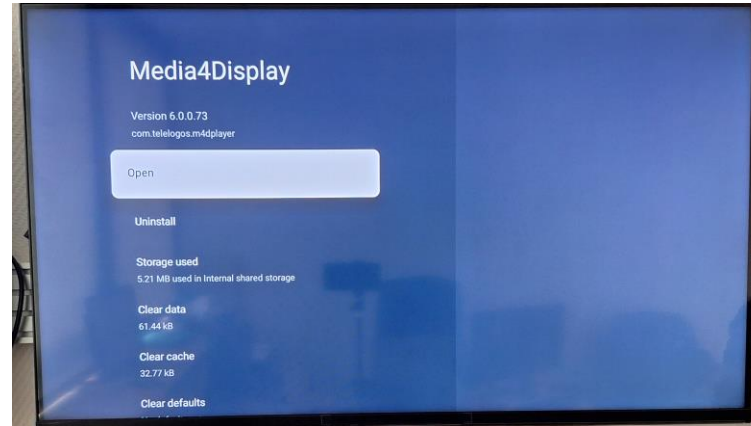 Media4Display
Version 6.0.0.73
com.telelogos.m4dplayer
Open
Uninstall
Storage used
5.21 MB used in Internal shared storage
Clear data
61.44 kB
Clear cache
32.77 kB
Clear defaults